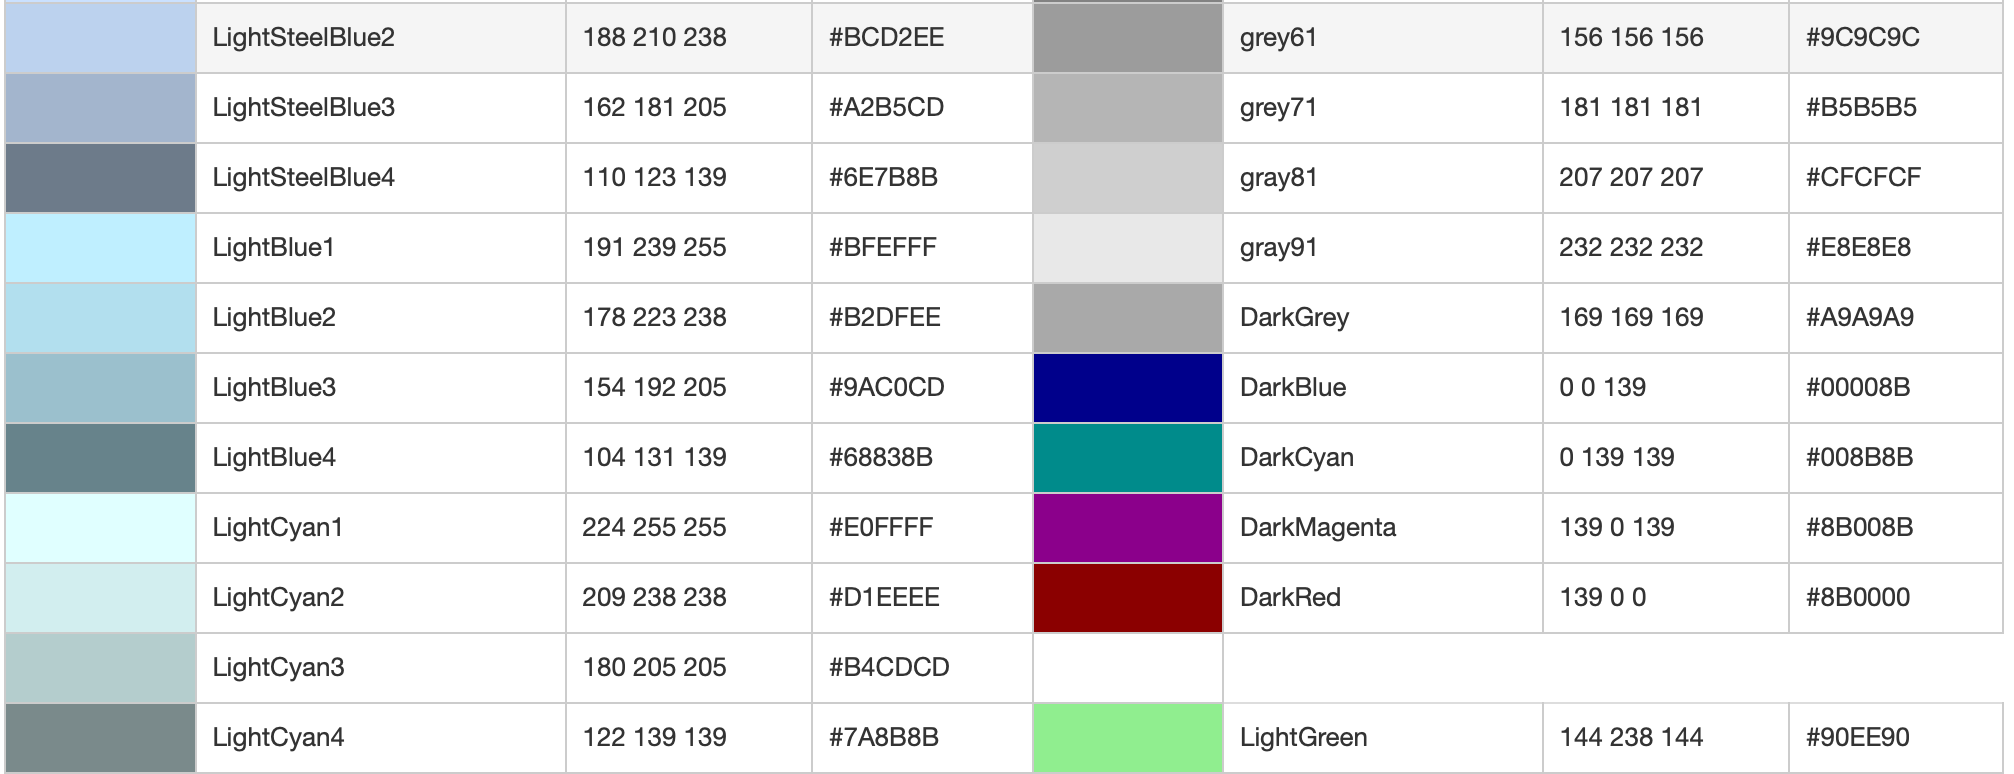 LightSteelBlue2 188 210 238 #BCD2EE grey61 156 156 156 #9C9C9C
LightSteelBlue3 162 181 205 #A2B5CD grey71 181 181 181 #B5B5B5
LightSteelBlue4 110 123 139 #6E7B8B gray81 207 207 207 #CFCFCF
LightBlue1 191 239 255 #BFEFFF gray91 232 232 232 #E8E8E8
LightBlue2 178 223 238 #B2DFEE DarkGrey 169 169 169 #A9A9A9
LightBlue3 154 192 205 #9AC0CD DarkBlue 0 0 139 #00008B
LightBlue4 104 131 139 #68838B DarkCyan 0 139 139 #008B8B
LightCyan1 224 255 255 #E0FFFF DarkMagenta 139 0 139 #8B008B
LightCyan2 209 238 238 #D1EEEE DarkRed 139 0 0 #8B0000
LightCyan3 180 205 205 #B4CDCD
LightCyan4 122 139 139 #7A8B8B LightGreen 144 238 144 #90EE90